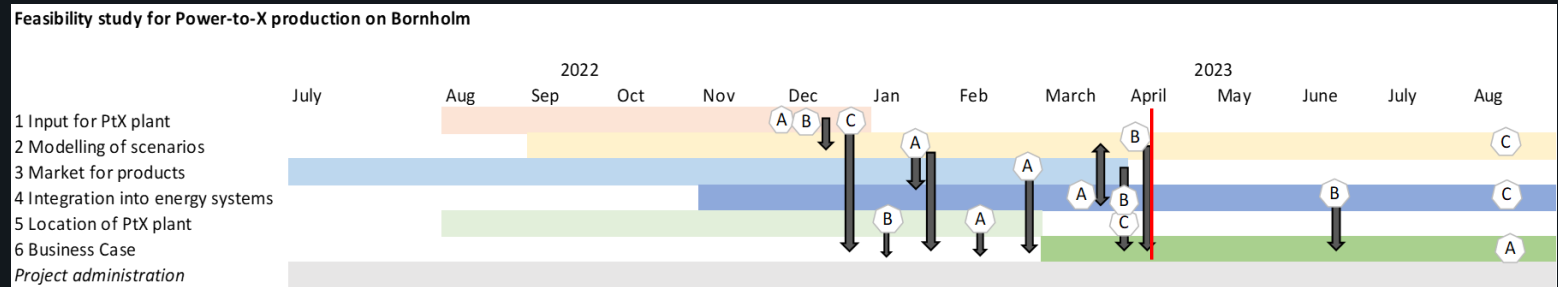 Feasibility study for Power-to-X production on Bornholm
2022 2023
July Aug Sep Oct Nov Dec Jan Feb March April May June July Aug
1 Input for PtX plant A B C
2 Modelling of scenarios A B C
3 Market for products A
4 Integration into energy systems A B B C
5 Location of PtX plant B A C
6 Business Case A
Project administration